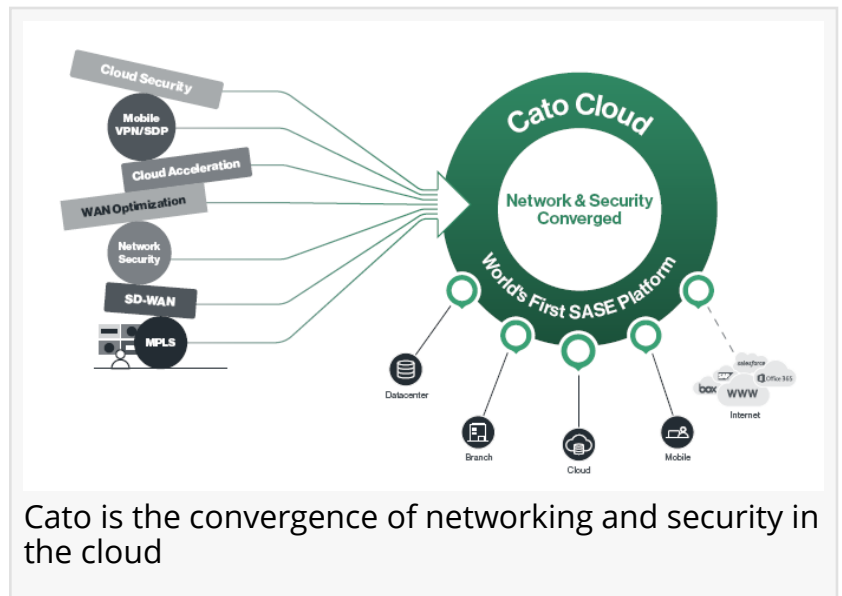 Cloud Security
Mobile
VPN/SDP
Cloud Acceleration
WAN Optimization
Network
Security
SD-WAN
MPLS
Cato Cloud
Network & Security
Converged
World's First SASE Platform
Datacenter
Branch
Cloud
Mobile
salesforce
SAP
Office 365
box
www
Internet
Cato is the convergence of networking and security in
the cloud